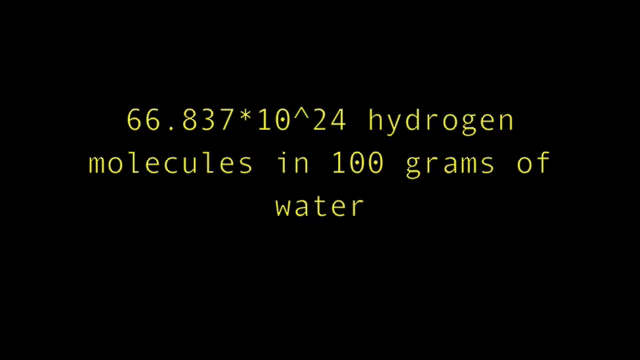 66.837*10^24 hydrogen
molecules in 100 grams of
water